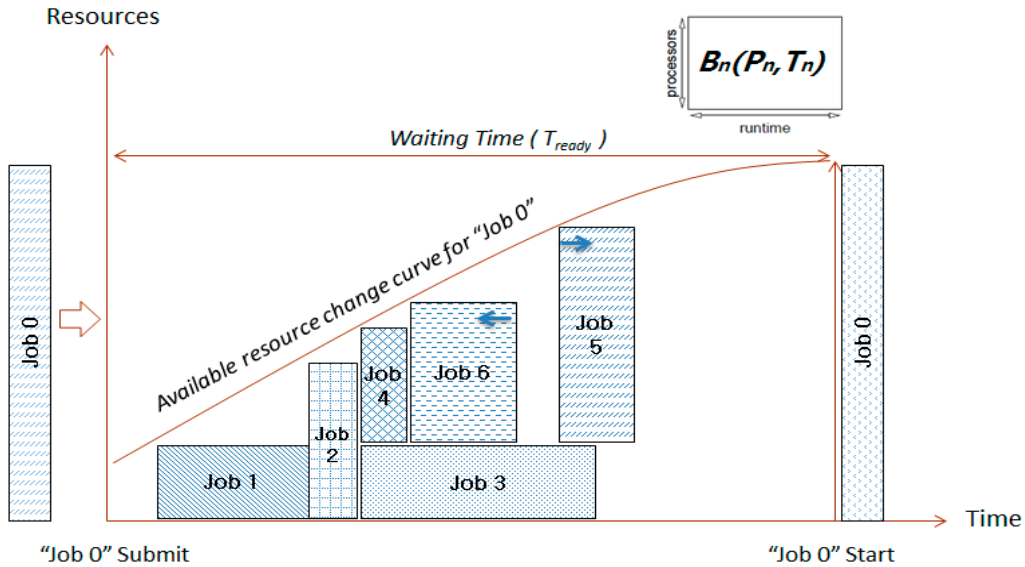 Resources
processors
Bn(Pn,Tn)
runtime
Waiting Time ( Tready )
Available resource change curve for “Job 0”
Job 0
Job 1
Job
2
Job 3
Job
4
Job 6
Job
5
Job 0
Time
“Job 0” Submit
“Job 0” Start